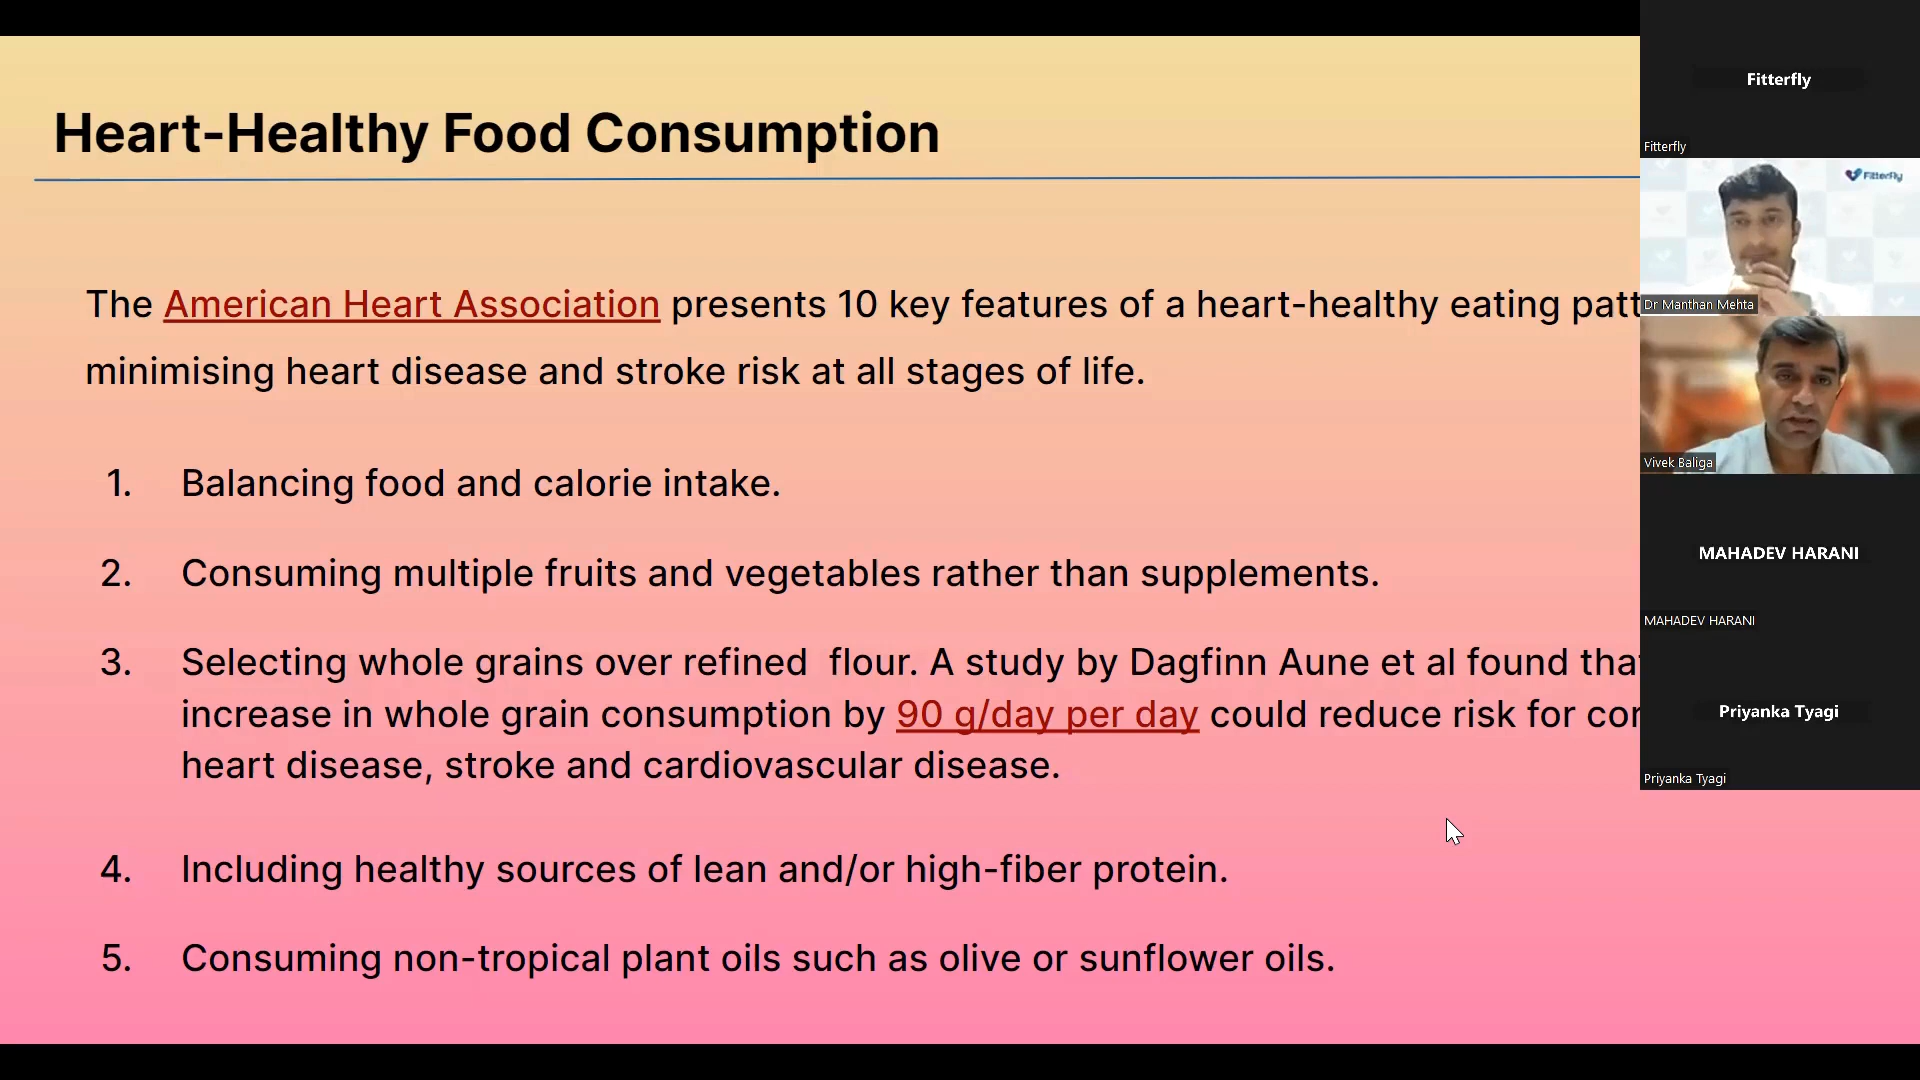 Heart-Healthy Food Consumption
The American Heart Association presents 10 key features of a heart-healthy eating
minimising heart disease and stroke risk at all stages of life.
1. Balancing food and calorie intake.
2. Consuming multiple fruits and vegetables rather than supplements.
3. Selecting whole grains over refined flour. A study by Dagfinn Aune et al found
increase in whole grain consumption by 90 g/day per day could reduce risk for
heart disease, stroke and cardiovascular disease.
4. Including healthy sources of lean and/or high-fiber protein.
5. Consuming non-tropical plant oils such as olive or sunflower oils.
Fitterfly
Fitterfly
Fitterfly
Dr Manthan Mehta
Vivek Baliga
MAHADEV HARANI
MAHADEV HARANI
Priyanka Tyagi
Priyanka Tyagi